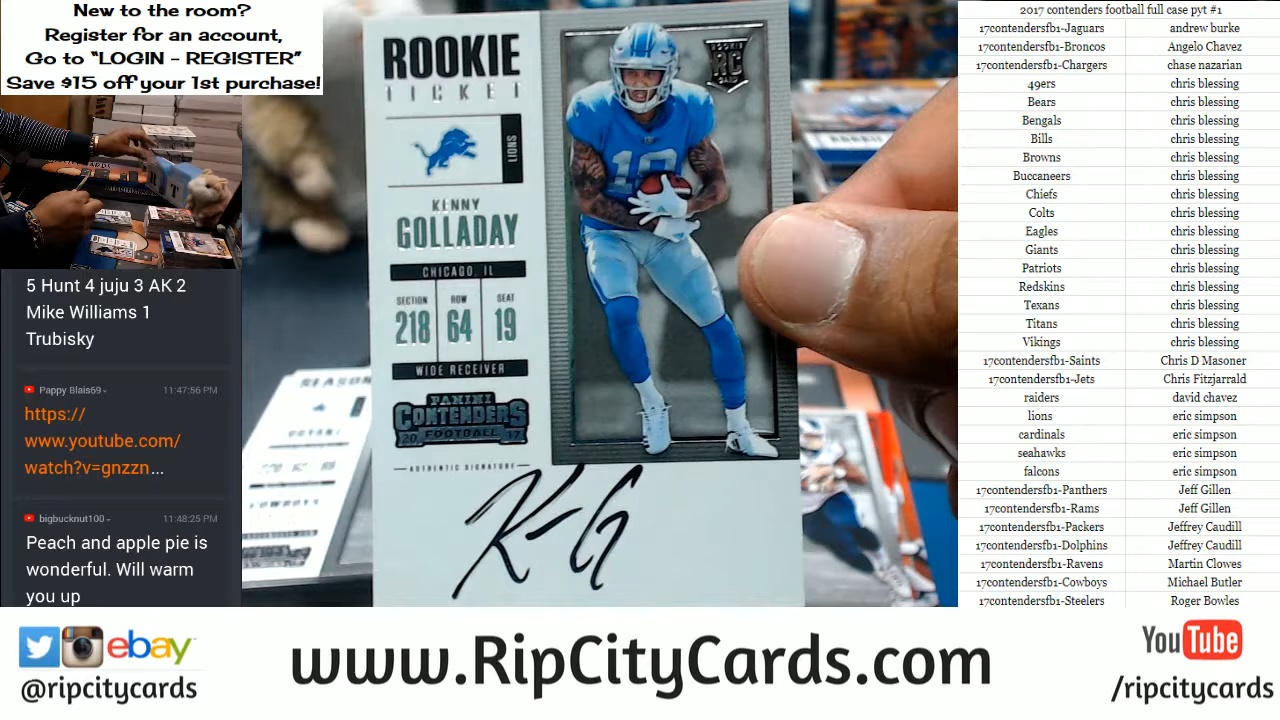 New to the room?
Register for an account,
Go to “LOGIN - REGISTER”
Save $15 off your 1st purchase!
5 Hunt 4 juju 3 AK 2
Mike Williams 1
Trubisky
Pappy Blais69
11:47:56 PM
https://
www.youtube.com/
watch?v=gnzzn...
bigbucknut100
11:48:25 PM
Peach and apple pie is
wonderful. Will warm
you up
ROOKIE
TICKET
LIONS
KENNY
GOLLADAY
CHICAGO, IL
SECTION ROW SEAT
218 64 19
WIDE RECEIVER
PANINI
CONTENDERS
20 FOOTBALL 17
AUTHENTIC SIGNATURE
ROOKIE
RC
CARD
19
2017 contenders football full case pyt #1
17contendersfb1-Jaguars andrew burke
17contendersfb1-Broncos Angelo Chavez
17contendersfb1-Chargers chase nazarian
49ers chris blessing
Bears chris blessing
Bengals chris blessing
Bills chris blessing
Browns chris blessing
Buccaneers chris blessing
Chiefs chris blessing
Colts chris blessing
Eagles chris blessing
Giants chris blessing
Patriots chris blessing
Redskins chris blessing
Texans chris blessing
Titans chris blessing
Vikings chris blessing
17contendersfb1-Saints Chris D Masoner
17contendersfb1-Jets Chris Fitzjarrald
raiders david chavez
lions eric simpson
cardinals eric simpson
seahawks eric simpson
falcons eric simpson
17contendersfb1-Panthers Jeff Gillen
17contendersfb1-Rams Jeff Gillen
17contendersfb1-Packers Jeffrey Caudill
17contendersfb1-Dolphins Jeffrey Caudill
17contendersfb1-Ravens Martin Clowes
17contendersfb1-Cowboys Michael Butler
17contendersfb1-Steelers Roger Bowles
ebay
@ripcitycards
www.RipCityCards.com
YouTube
/ripcitycards